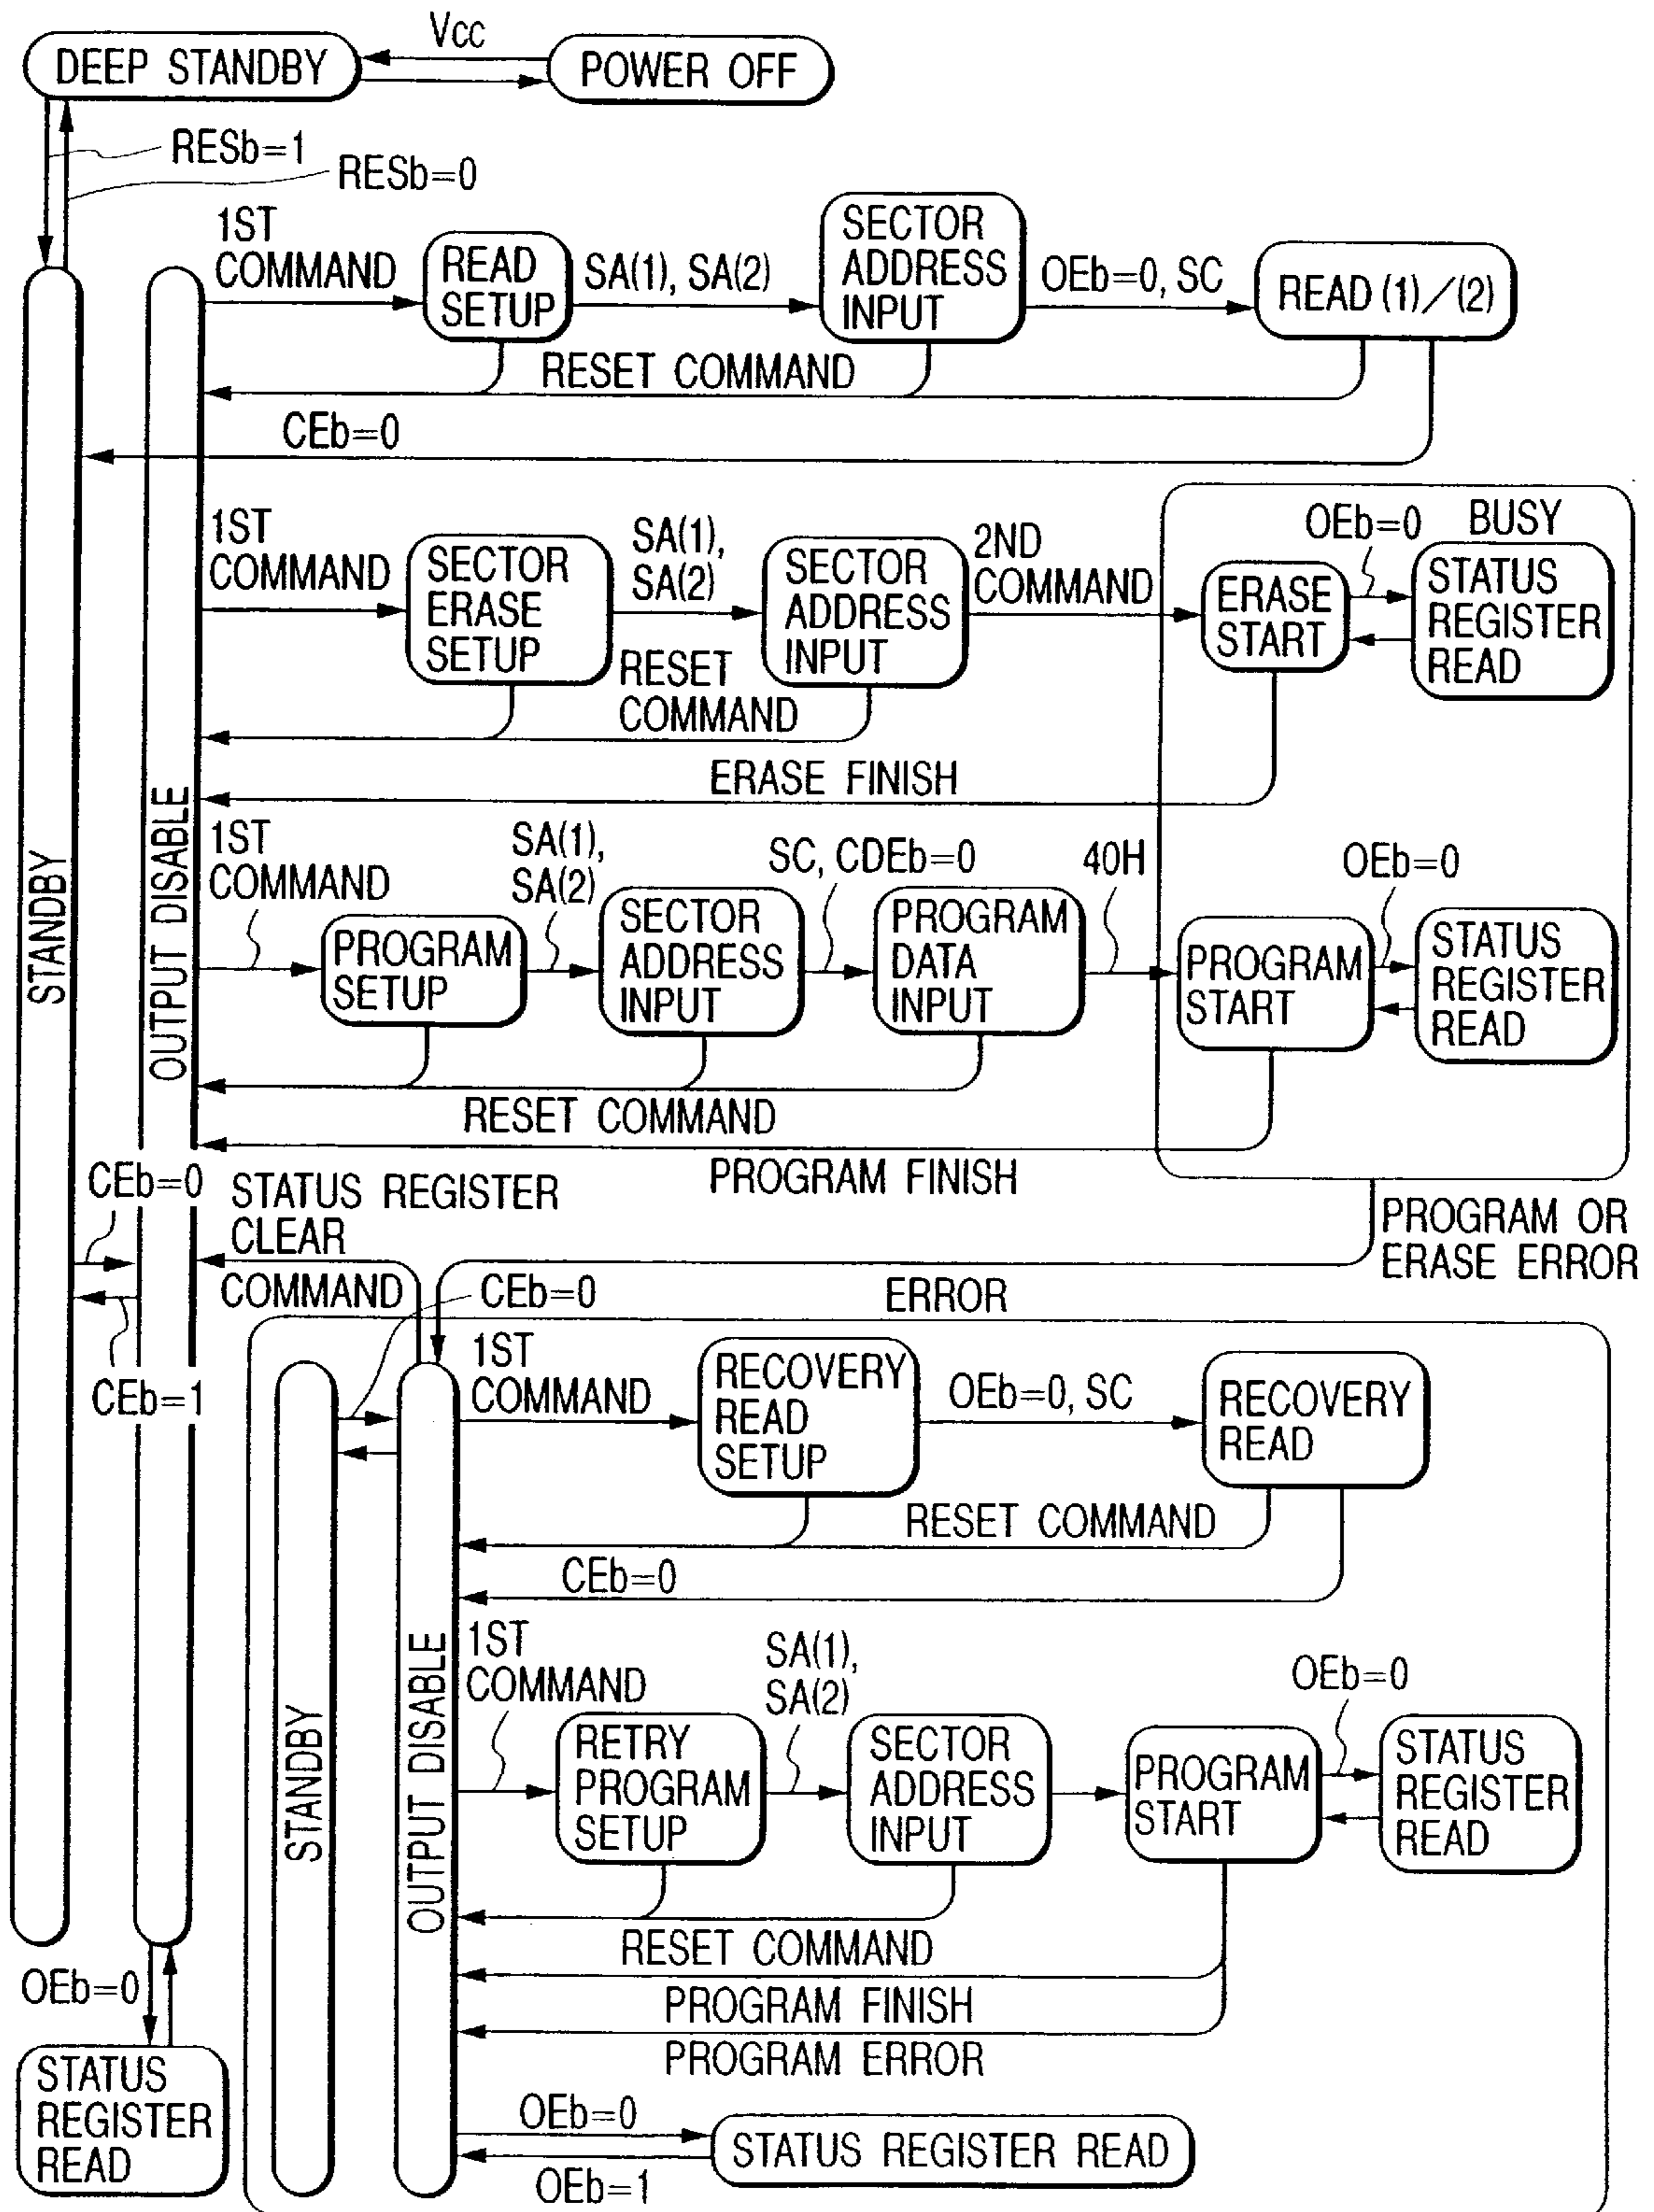 Vcc
DEEP STANDBY
POWER OFF
RESb=1
RESb=0
1ST
COMMAND
READ
SETUP
SA(1), SA(2)
SECTOR
ADDRESS
INPUT
OEb=0, SC
READ (1)/(2)
RESET COMMAND
CEb=0
1ST
COMMAND
SECTOR
ERASE
SETUP
SA(1),
SA(2)
SECTOR
ADDRESS
INPUT
2ND
COMMAND
OEb=0
BUSY
ERASE
START
STATUS
REGISTER
READ
RESET
COMMAND
ERASE FINISH
STANDBY
OUTPUT DISABLE
1ST
COMMAND
PROGRAM
SETUP
SA(1),
SA(2)
SECTOR
ADDRESS
INPUT
SC, CDEb=0
PROGRAM
DATA
INPUT
40H
PROGRAM
START
OEb=0
STATUS
REGISTER
READ
RESET COMMAND
PROGRAM FINISH
CEb=0
STATUS REGISTER
CLEAR
COMMAND
CEb=1
PROGRAM OR
ERASE ERROR
CEb=0
ERROR
1ST
COMMAND
RECOVERY
READ
SETUP
OEb=0, SC
RECOVERY
READ
RESET COMMAND
CEb=0
STANDBY
OUTPUT DISABLE
1ST
COMMAND
RETRY
PROGRAM
SETUP
SA(1),
SA(2)
SECTOR
ADDRESS
INPUT
PROGRAM
START
OEb=0
STATUS
REGISTER
READ
RESET COMMAND
PROGRAM FINISH
PROGRAM ERROR
OEb=0
STATUS
REGISTER
READ
OEb=0
STATUS REGISTER READ
OEb=1